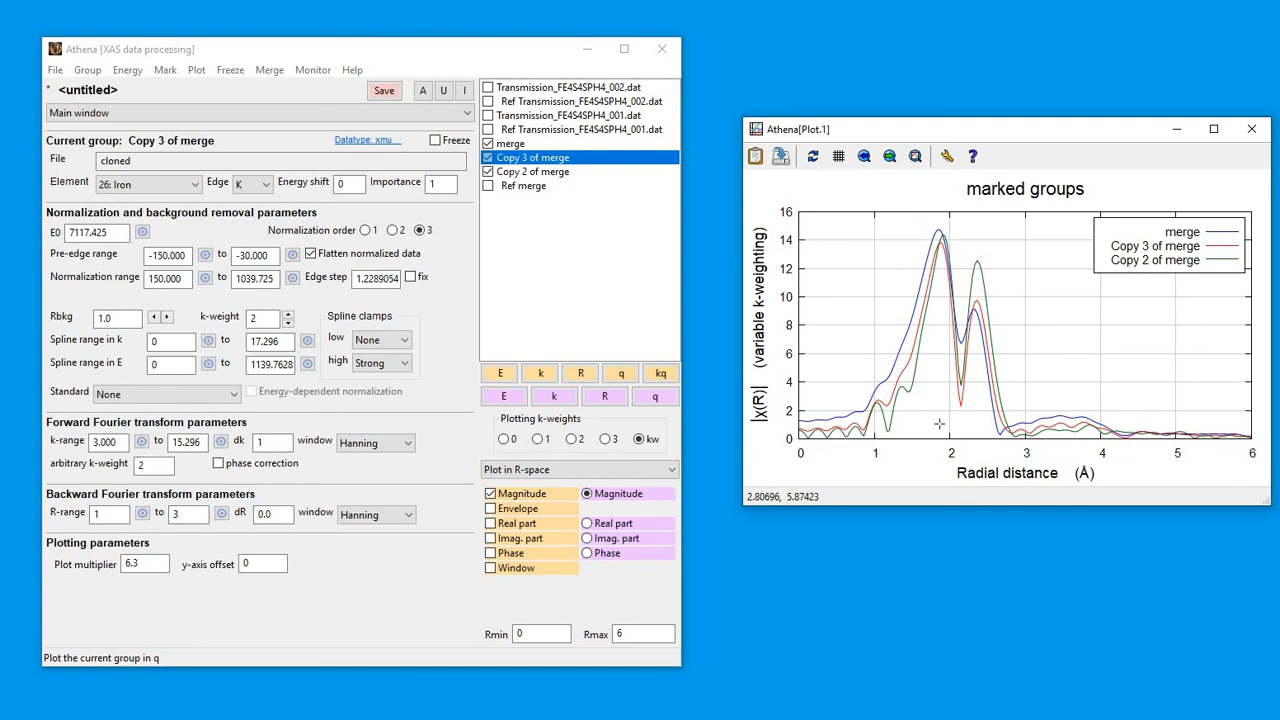 Athena [XAS data processing]
File Group Energy Mark Plot Freeze Merge Monitor Help
* <untitled> Save A U I
Main window
Current group: Copy 3 of merge Datatype: xmu Freeze
File cloned
Element 26: Iron Edge K Energy shift 0 Importance 1
Normalization and background removal parameters
E0 7117.425 Normalization order 1 2 3
Pre-edge range -150.000 to -30.000 Flatten normalized data
Normalization range 150.000 to 1039.725 Edge step 1.2289054 fix
Rbkg 1.0 k-weight 2 Spline clamps
Spline range in k 0 to 17.296 low None
Spline range in E 0 to 1139.7628 high Strong
Standard None Energy-dependent normalization
Forward Fourier transform parameters
k-range 3.000 to 15.296 dk 1 window Hanning
arbitrary k-weight 2 phase correction
Backward Fourier transform parameters
R-range 1 to 3 dR 0.0 window Hanning
Plotting parameters
Plot multiplier 6.3 y-axis offset 0
Plot the current group in q
Transmission_FE4S4SPH4_002.dat
Ref Transmission_FE4S4SPH4_002.dat
Transmission_FE4S4SPH4_001.dat
Ref Transmission_FE4S4SPH4_001.dat
merge
Copy 3 of merge
Copy 2 of merge
Ref merge
E k R q kq
E k R q
Plotting k-weights
0 1 2 3 kw
Plot in R-space
Magnitude Magnitude
Envelope
Real part Real part
Imag. part Imag. part
Phase Phase
Window
Rmin 0 Rmax 6
Athena[Plot.1]
marked groups
|χ(R)| (variable k-weighting)
16
14
12
10
8
6
4
2
0
merge
Copy 3 of merge
Copy 2 of merge
0 1 2 3 4 5 6
Radial distance (Å)
2.80696, 5.87423